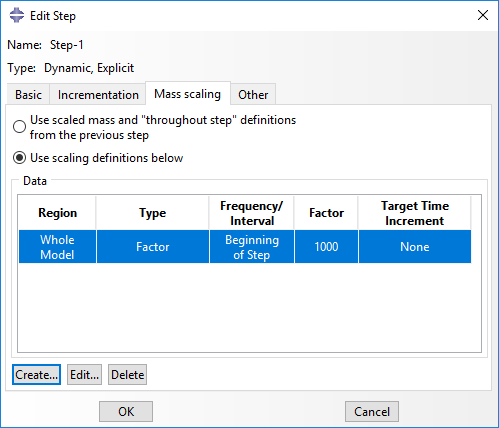 Edit Step
Name: Step-1
Type: Dynamic, Explicit
Basic Incrementation Mass scaling Other
Use scaled mass and "throughout step" definitions
from the previous step
Use scaling definitions below
Data
Region Type Frequency/ Interval Factor Target Time Increment
Whole Model Factor Beginning of Step 1000 None
Create... Edit... Delete
OK Cancel